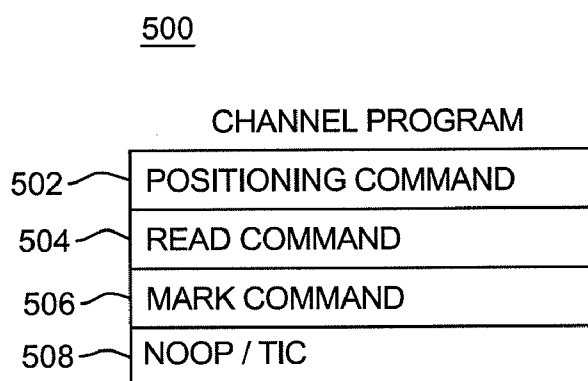 500
CHANNEL PROGRAM
502 POSITIONING COMMAND
504 READ COMMAND
506 MARK COMMAND
508 NOOP / TIC